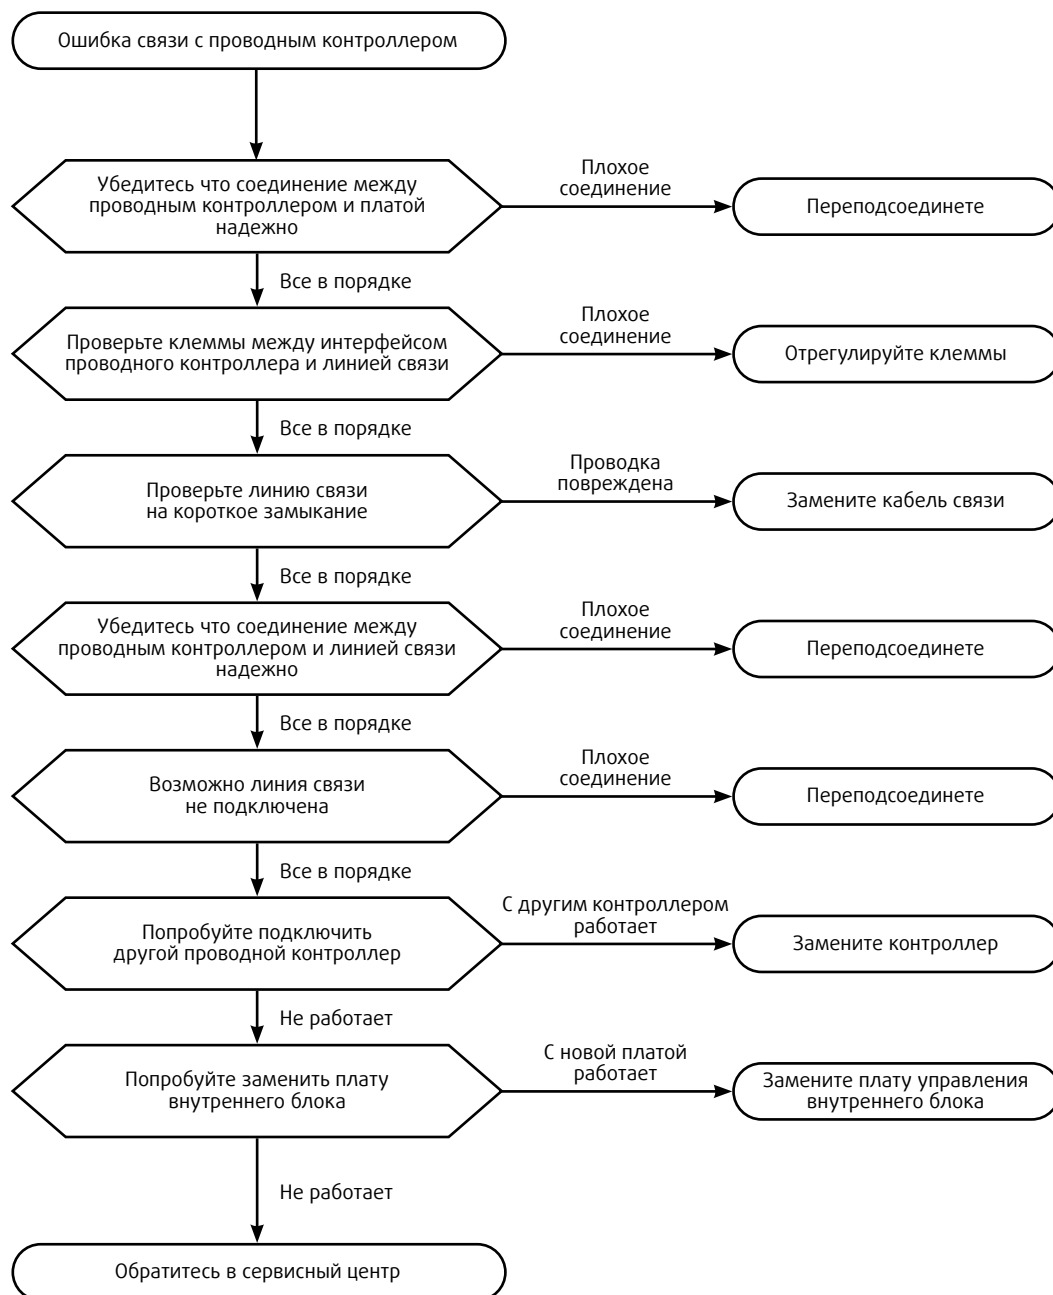 Ошибка связи с проводным контроллером
Убедитесь что соединение между
проводным контроллером и платой
надежно
Плохое
соединение
Переподсоединете
Все в порядке
Проверьте клеммы между интерфейсом
проводного контроллера и линией связи
Плохое
соединение
Отрегулируйте клеммы
Все в порядке
Проверьте линию связи
на короткое замыкание
Проводка
повреждена
Замените кабель связи
Все в порядке
Убедитесь что соединение между
проводным контроллером и линией связи
надежно
Плохое
соединение
Переподсоединете
Все в порядке
Возможно линия связи
не подключена
Плохое
соединение
Переподсоединете
Все в порядке
Попробуйте подключить
другой проводной контроллер
С другим контроллером
работает
Замените контроллер
Не работает
Попробуйте заменить плату
внутреннего блока
С новой платой
работает
Замените плату управления
внутреннего блока
Не работает
Обратитесь в сервисный центр